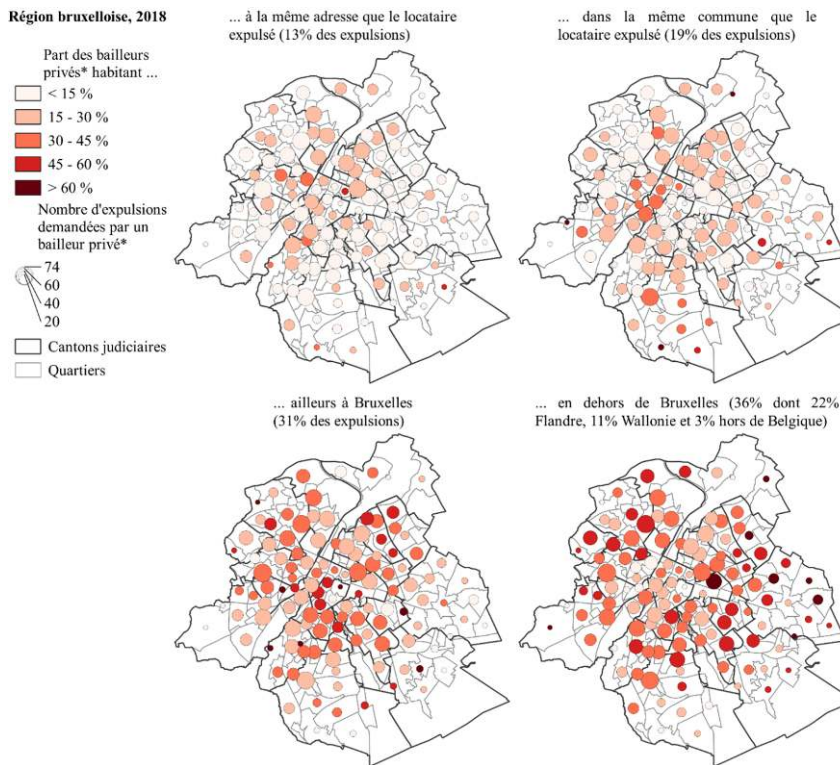 Région bruxelloise, 2018
Part des bailleurs
privés* habitant ...
< 15 %
15 - 30 %
30 - 45 %
45 - 60 %
> 60 %
Nombre d'expulsions
demandées par un
bailleur privé*
74
60
40
20
Cantons judiciaires
Quartiers
... à la même adresse que le locataire
expulsé (13% des expulsions)
... dans la même commune que le
locataire expulsé (19% des expulsions)
... ailleurs à Bruxelles
(31% des expulsions)
... en dehors de Bruxelles (36% dont 22%
Flandre, 11% Wallonie et 3% hors de Belgique)